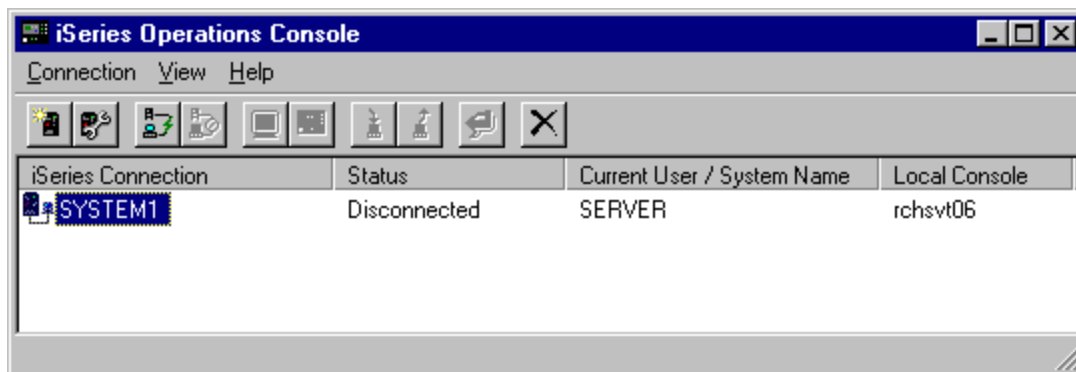 iSeries Operations Console
Connection View Help
iSeries Connection Status Current User / System Name Local Console
SYSTEM1 Disconnected SERVER rchsvt06